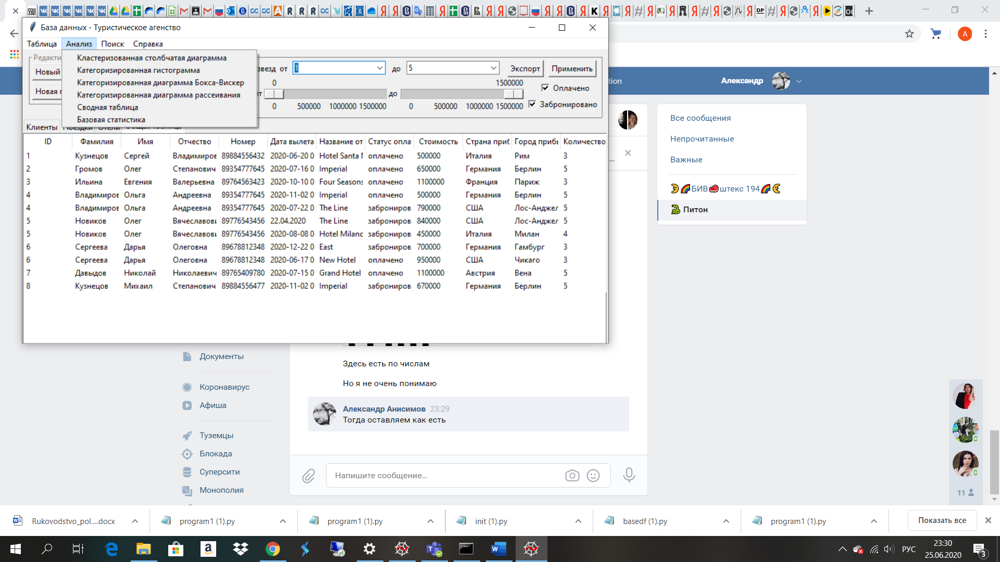 База данных - Туристическое агенство
Таблица Анализ Поиск Справка
Редакти
Кластеризованная столбчатая диаграмма
Категоризированная гистограмма
Категоризированная диаграмма Бокса-Вискер
Категоризированная диаграмма рассеивания
Сводная таблица
Базовая статистика
Новый
Новая
звезд от 1 до 5 Экспорт Применить
0 1500000
до
Оплачено
0 500000 1000000 1500000 0 500000 1000000 1500000
Забронировано
Клиенты
ID Фамилия Имя Отчество Номер Дата вылета Название от Статус опла Стоимость Страна приб Город прибы Количество
1 Кузнецов Сергей Владимиров 89884556432 2020-06-20 0 Hotel Santa оплачено 500000 Италия Рим 3
2 Громов Олег Степанович 89354777645 2020-07-16 0 Imperial оплачено 650000 Германия Берлин 5
3 Ильина Евгения Валерьевна 89764563423 2020-10-10 0 Four Seasons оплачено 1100000 Франция Париж 3
4 Владимиров Ольга Андреевна 89354777645 2020-11-02 0 Imperial оплачено 500000 Германия Берлин 5
4 Владимиров Ольга Андреевна 89354777645 2020-07-22 0 The Line заброниров 790000 США Лос-Анджел 5
5 Новиков Олег Вячеславови 89776543456 22.04.2020 The Line заброниров 840000 США Лос-Анджел 5
5 Новиков Олег Вячеславови 89776543456 2020-08-08 0 Hotel Milanc заброниров 450000 Италия Милан 4
6 Сергеева Дарья Олеговна 89678812348 2020-12-22 0 East заброниров 700000 Германия Гамбург 3
6 Сергеева Дарья Олеговна 89678812348 2020-06-17 0 New Hotel оплачено 950000 США Чикаго 3
7 Давыдов Николай Николаевич 89765409780 2020-07-15 0 Grand Hotel оплачено 1100000 Австрия Вена 5
8 Кузнецов Михаил Степанович 89884556477 2020-11-02 0 Imperial заброниров 670000 Германия Берлин 5
tion
Александр
А
Все сообщения
Непрочитанные
Важные
БИВ штекс 194
Питон
...
Документы
Коронавирус
Афиша
Туземцы
Блокада
Суперсити
Монополия
Здесь есть по числам
Но я не очень понимаю
Александр Анисимов 23:29
Тогда оставляем как есть
Напишите сообщение...
11
Rukovodstvo_pol....docx
program1 (1).py
program1 (1).py
init (1).py
basedf (1).py
program1 (1).py
Показать все
РУС
23:30
25.06.2020
3